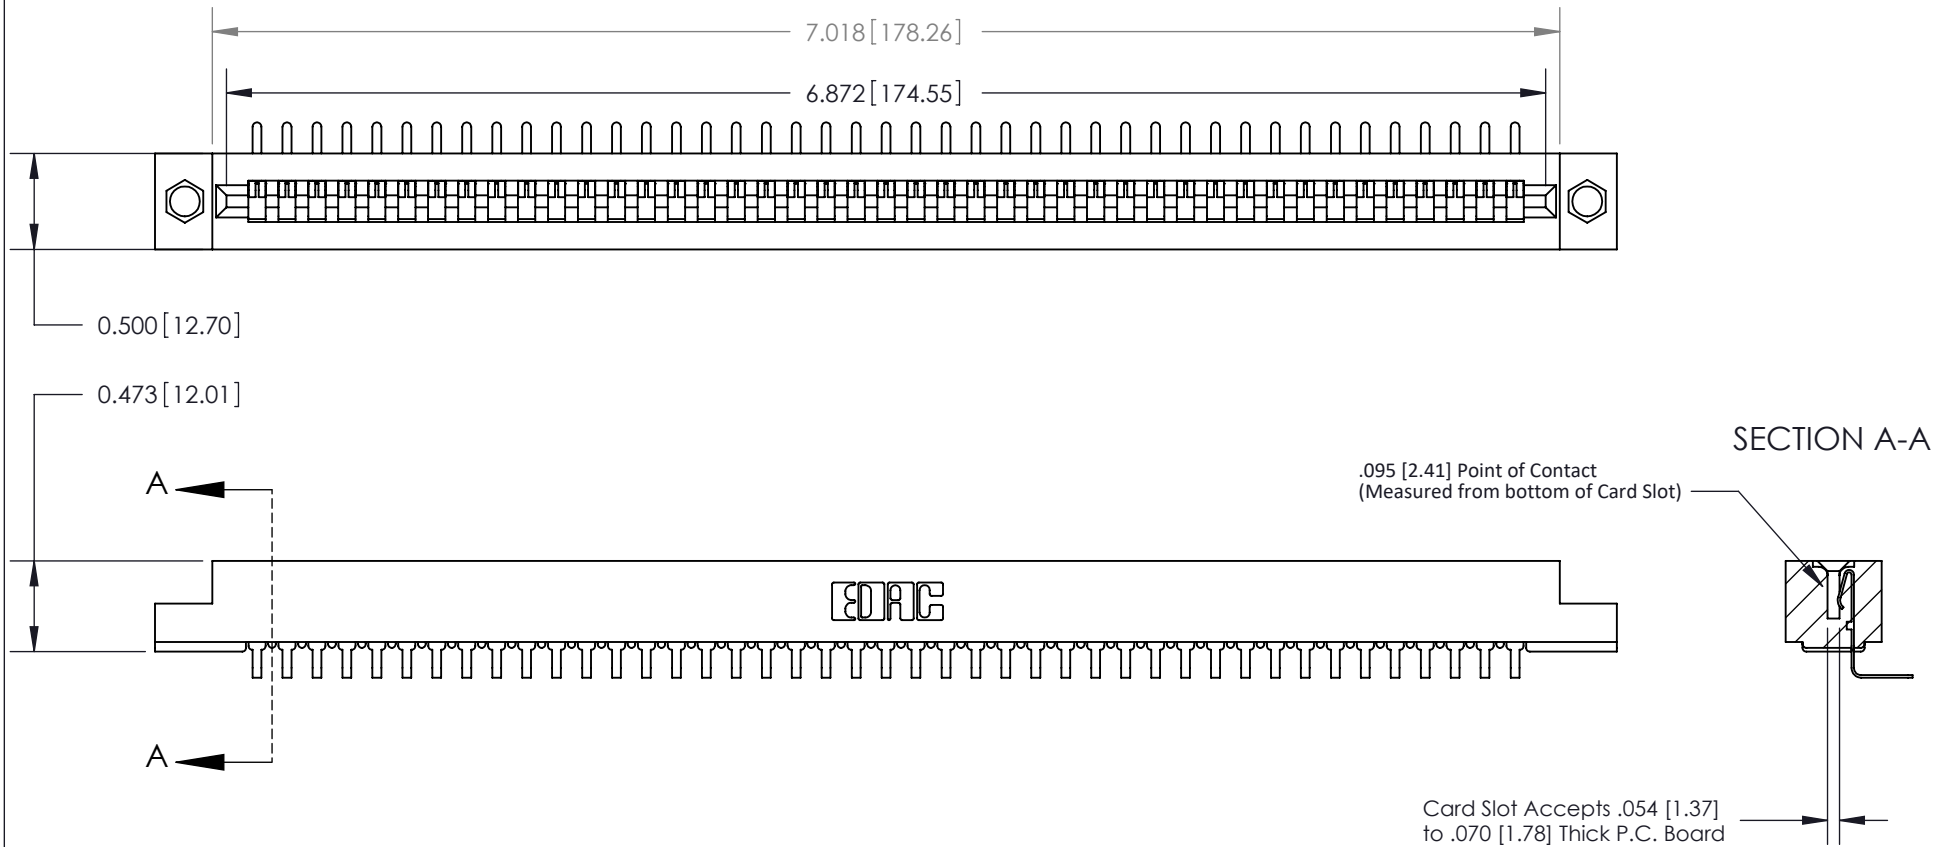 7.018[178.26]
6.872[174.55]
0.500[12.70]
0.473[12.01]
SECTION A-A
.095 [2.41] Point of Contact
(Measured from bottom of Card Slot)
A
EDAC
A
Card Slot Accepts .054 [1.37]
to .070 [1.78] Thick P.C. Board